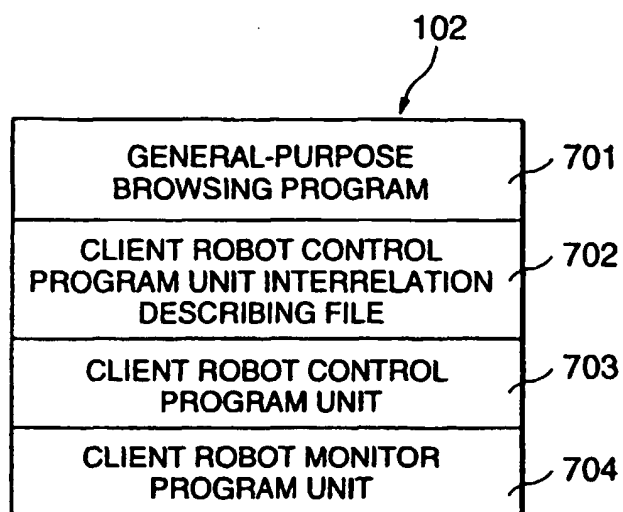 102
GENERAL-PURPOSE
BROWSING PROGRAM
701
CLIENT ROBOT CONTROL
PROGRAM UNIT INTERRELATION
DESCRIBING FILE
702
CLIENT ROBOT CONTROL
PROGRAM UNIT
703
CLIENT ROBOT MONITOR
PROGRAM UNIT
704